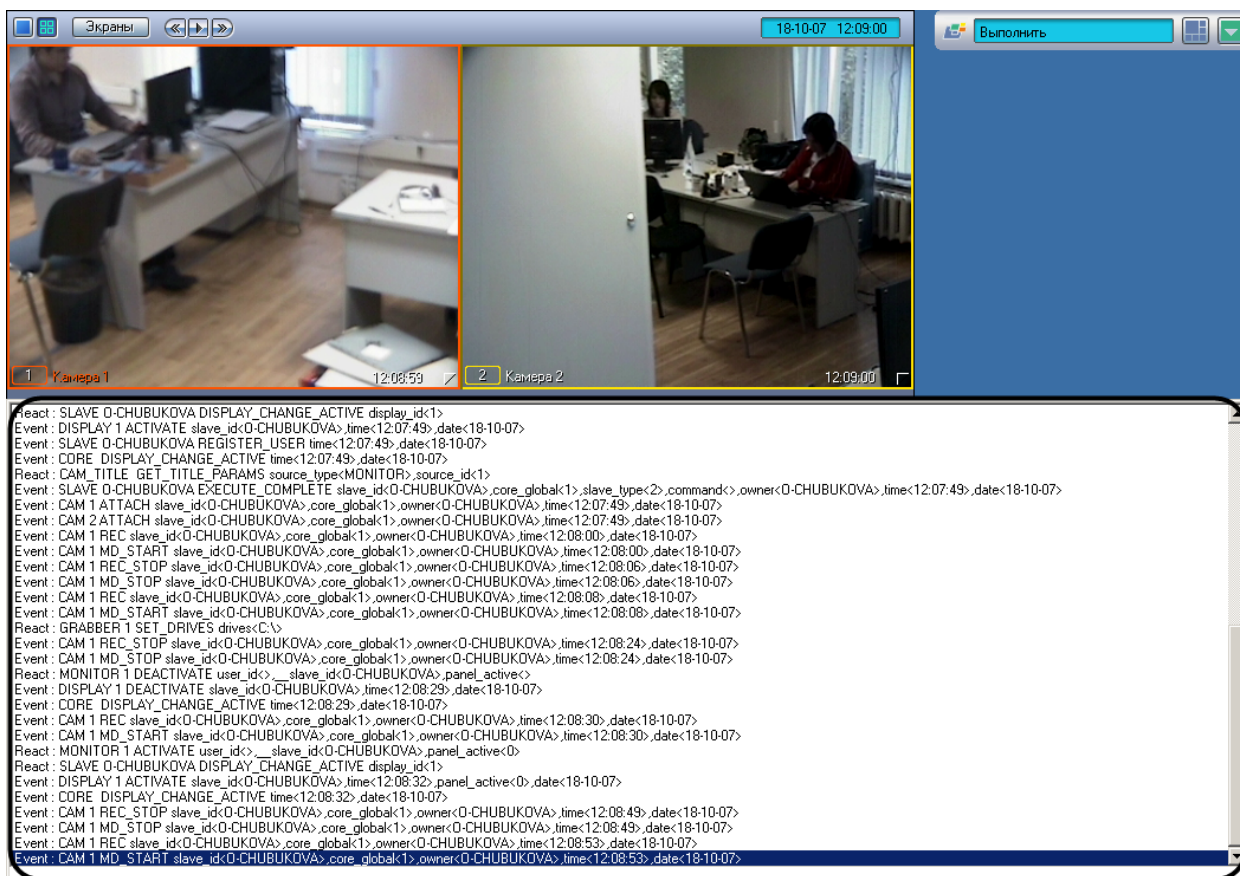 Экраны
18-10-07 12:09:00
Выполнить
1 Камера 1 12:08:59
2 Камера 2 12:09:00
React : SLAVE O-CHUBUKOVA DISPLAY_CHANGE_ACTIVE display_id<1>
Event : DISPLAY 1 ACTIVATE slave_id<O-CHUBUKOVA>,time<12:07:49>,date<18-10-07>
Event : SLAVE O-CHUBUKOVA REGISTER_USER time<12:07:49>,date<18-10-07>
Event : CORE DISPLAY_CHANGE_ACTIVE time<12:07:49>,date<18-10-07>
React : CAM_TITLE GET_TITLE_PARAMS source_type<MONITOR>,source_id<1>
Event : SLAVE O-CHUBUKOVA EXECUTE_COMPLETE slave_id<O-CHUBUKOVA>,core_global<1>,slave_type<2>,command<>,owner<O-CHUBUKOVA>,time<12:07:49>,date<18-10-07>
Event : CAM 1 ATTACH slave_id<O-CHUBUKOVA>,core_global<1>,owner<O-CHUBUKOVA>,time<12:07:49>,date<18-10-07>
Event : CAM 2 ATTACH slave_id<O-CHUBUKOVA>,core_global<1>,owner<O-CHUBUKOVA>,time<12:07:49>,date<18-10-07>
Event : CAM 1 REC slave_id<O-CHUBUKOVA>,core_global<1>,owner<O-CHUBUKOVA>,time<12:08:00>,date<18-10-07>
Event : CAM 1 MD_START slave_id<O-CHUBUKOVA>,core_global<1>,owner<O-CHUBUKOVA>,time<12:08:00>,date<18-10-07>
Event : CAM 1 REC_STOP slave_id<O-CHUBUKOVA>,core_global<1>,owner<O-CHUBUKOVA>,time<12:08:06>,date<18-10-07>
Event : CAM 1 MD_STOP slave_id<O-CHUBUKOVA>,core_global<1>,owner<O-CHUBUKOVA>,time<12:08:06>,date<18-10-07>
Event : CAM 1 REC slave_id<O-CHUBUKOVA>,core_global<1>,owner<O-CHUBUKOVA>,time<12:08:08>,date<18-10-07>
Event : CAM 1 MD_START slave_id<O-CHUBUKOVA>,core_global<1>,owner<O-CHUBUKOVA>,time<12:08:08>,date<18-10-07>
React : GRABBER 1 SET_DRIVES drives<C:\>
Event : CAM 1 REC_STOP slave_id<O-CHUBUKOVA>,core_global<1>,owner<O-CHUBUKOVA>,time<12:08:24>,date<18-10-07>
Event : CAM 1 MD_STOP slave_id<O-CHUBUKOVA>,core_global<1>,owner<O-CHUBUKOVA>,time<12:08:24>,date<18-10-07>
React : MONITOR 1 DEACTIVATE user_id<>,__slave_id<O-CHUBUKOVA>,panel_active<>
Event : DISPLAY 1 DEACTIVATE slave_id<O-CHUBUKOVA>,time<12:08:29>,date<18-10-07>
Event : CORE DISPLAY_CHANGE_ACTIVE time<12:08:29>,date<18-10-07>
Event : CAM 1 REC slave_id<O-CHUBUKOVA>,core_global<1>,owner<O-CHUBUKOVA>,time<12:08:30>,date<18-10-07>
Event : CAM 1 MD_START slave_id<O-CHUBUKOVA>,core_global<1>,owner<O-CHUBUKOVA>,time<12:08:30>,date<18-10-07>
React : MONITOR 1 ACTIVATE user_id<>,__slave_id<O-CHUBUKOVA>,panel_active<0>
React : SLAVE O-CHUBUKOVA DISPLAY_CHANGE_ACTIVE display_id<1>
Event : DISPLAY 1 ACTIVATE slave_id<O-CHUBUKOVA>,time<12:08:32>,panel_active<0>,date<18-10-07>
Event : CORE DISPLAY_CHANGE_ACTIVE time<12:08:32>,date<18-10-07>
Event : CAM 1 REC_STOP slave_id<O-CHUBUKOVA>,core_global<1>,owner<O-CHUBUKOVA>,time<12:08:49>,date<18-10-07>
Event : CAM 1 MD_STOP slave_id<O-CHUBUKOVA>,core_global<1>,owner<O-CHUBUKOVA>,time<12:08:49>,date<18-10-07>
Event : CAM 1 REC slave_id<O-CHUBUKOVA>,core_global<1>,owner<O-CHUBUKOVA>,time<12:08:53>,date<18-10-07>
Event : CAM 1 MD_START slave_id<O-CHUBUKOVA>,core_global<1>,owner<O-CHUBUKOVA>,time<12:08:53>,date<18-10-07>